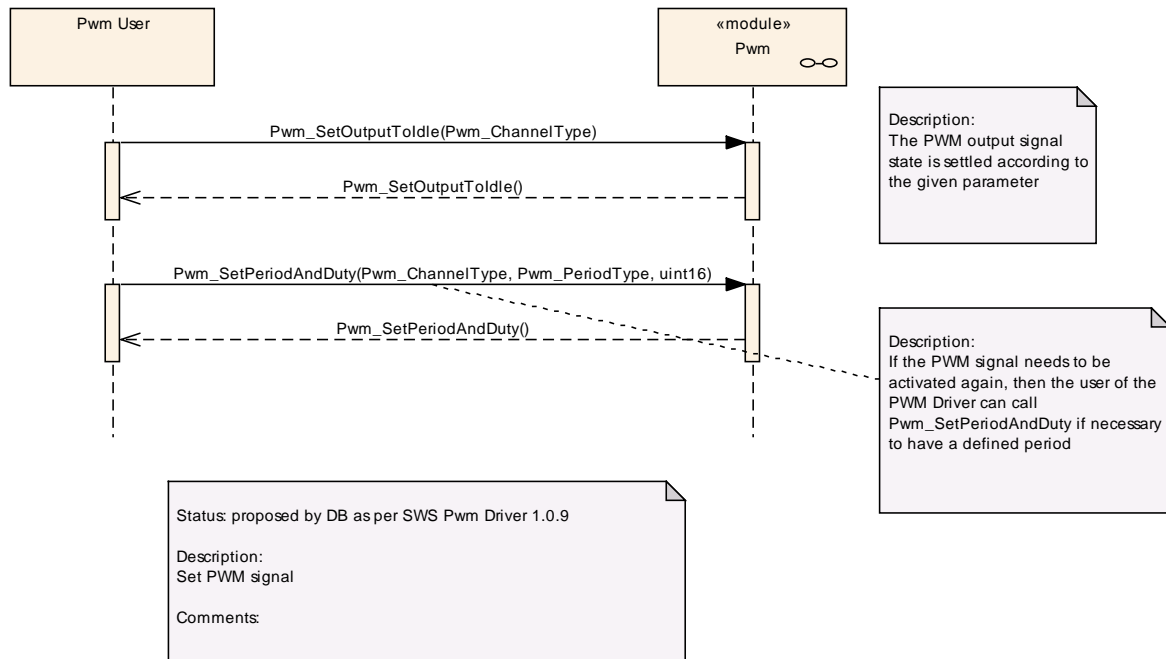 Pwm User
«module»
Pwm
Pwm_SetOutputToIdle(Pwm_ChannelType)
Pwm_SetOutputToIdle()
Description:
The PWM output signal
state is settled according to
the given parameter
Pwm_SetPeriodAndDuty(Pwm_ChannelType, Pwm_PeriodType, uint16)
Pwm_SetPeriodAndDuty()
Description:
If the PWM signal needs to be
activated again, then the user of the
PWM Driver can call
Pwm_SetPeriodAndDuty if necessary
to have a defined period
Status: proposed by DB as per SWS Pwm Driver 1.0.9
Description:
Set PWM signal
Comments: